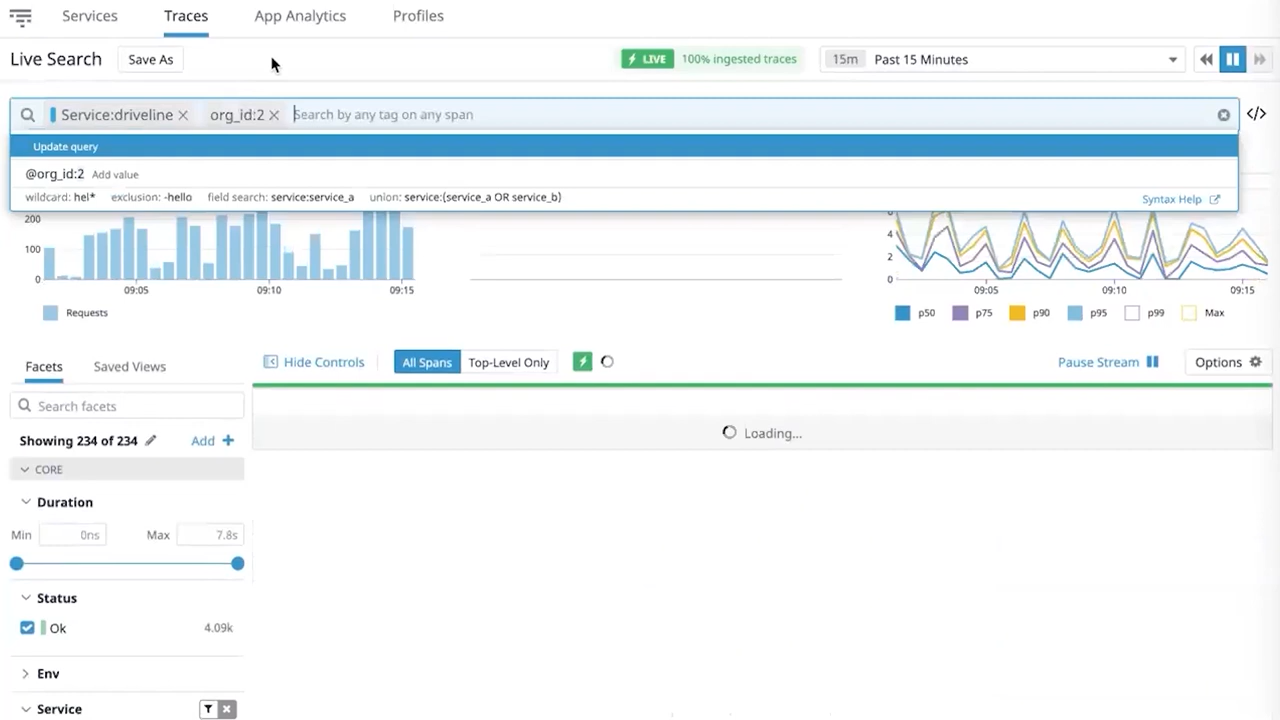 Services Traces App Analytics Profiles
Live Search Save As LIVE 100% ingested traces 15m Past 15 Minutes
Service:driveline org_id:2 Search by any tag on any span </>
Update query
@org_id:2 Add value
wildcard: hel* exclusion: -hello field search: service:service_a union: service:(service_a OR service_b) Syntax Help
200
100
0
09:05 09:10 09:15
Requests
6
4
2
0
09:05 09:10 09:15
p50 p75 p90 p95 p99 Max
Facets Saved Views
Hide Controls All Spans Top-Level Only Pause Stream Options
Search facets
Showing 234 of 234 Add +
Loading...
CORE
Duration
Min 0ns Max 7.8s
Status
Ok 4.09k
Env
Service